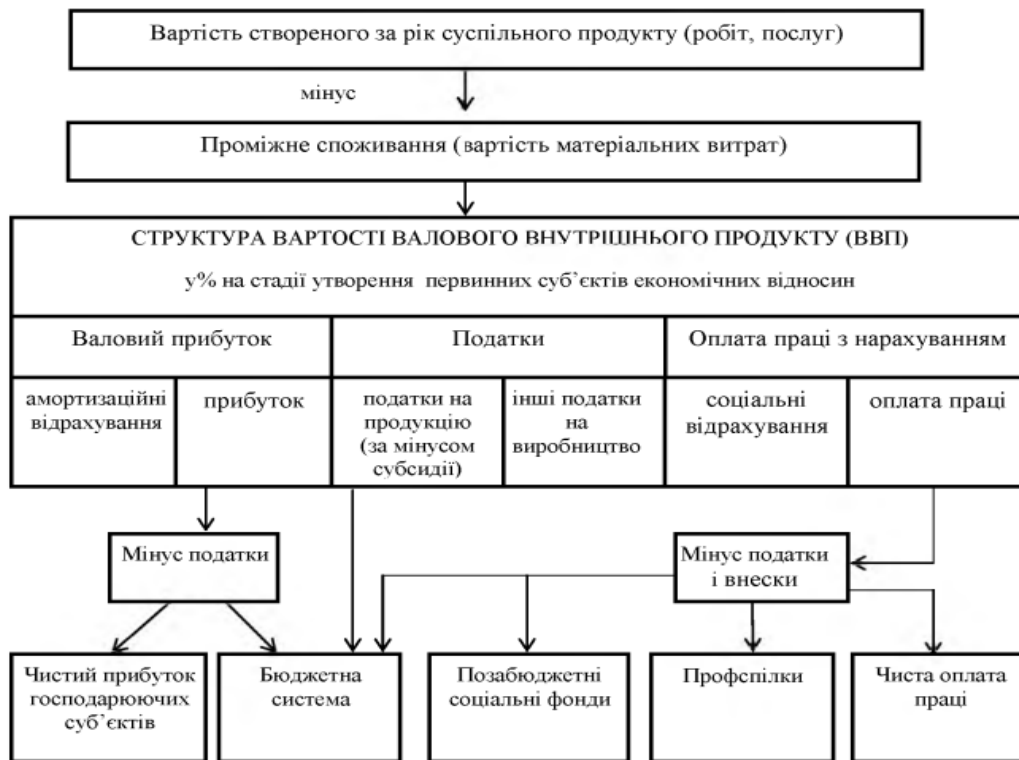 Вартість створеного за рік суспільного продукту (робіт, послуг)
мінус
Проміжне споживання (вартість матеріальних витрат)
СТРУКТУРА ВАРТОСТІ ВАЛОВОГО ВНУТРІШНЬОГО ПРОДУКТУ (ВВП)
у% на стадії утворення первинних суб’єктів економічних відносин
Валовий прибуток
Податки
Оплата праці з нарахуванням
амортизаційні
відрахування
прибуток
податки на
продукцію
(за мінусом
субсидії)
інші податки
на
виробництво
соціальні
відрахування
оплата праці
Мінус податки
Мінус податки
і внески
Чистий прибуток
господарюючих
суб’єктів
Бюджетна
система
Позабюджетні
соціальні фонди
Профспілки
Чиста оплата
праці